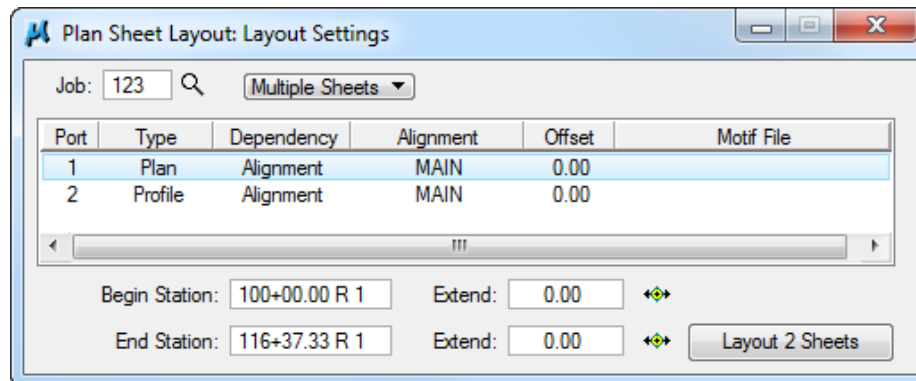 Plan Sheet Layout: Layout Settings
Job: 123 Multiple Sheets
Port Type Dependency Alignment Offset Motif File
1 Plan Alignment MAIN 0.00
2 Profile Alignment MAIN 0.00
Begin Station: 100+00.00 R 1 Extend: 0.00
End Station: 116+37.33 R 1 Extend: 0.00 Layout 2 Sheets